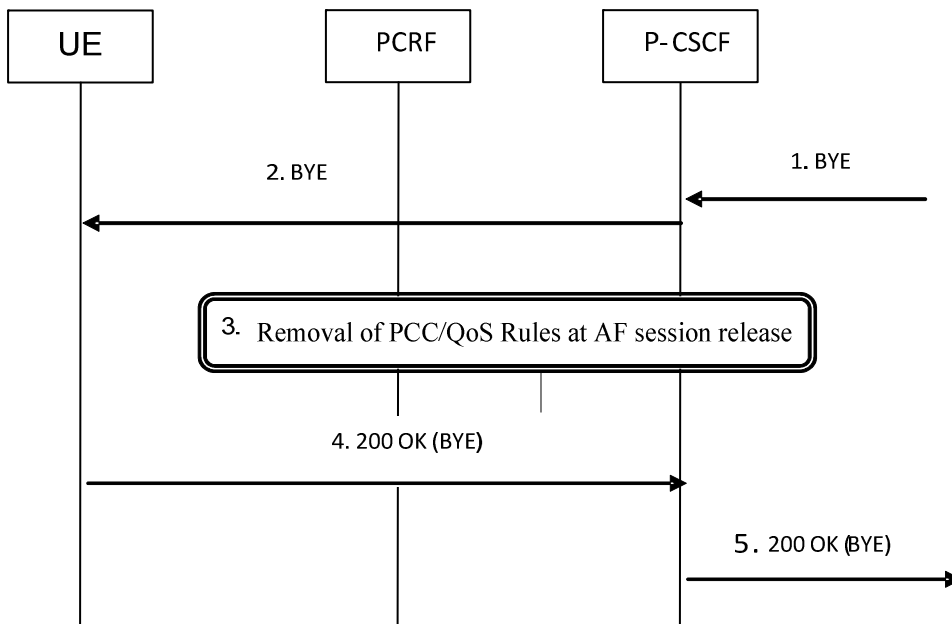 UE
PCRF
P-CSCF
1. BYE
2. BYE
3. Removal of PCC/QoS Rules at AF session release
4. 200 OK (BYE)
5. 200 OK (BYE)